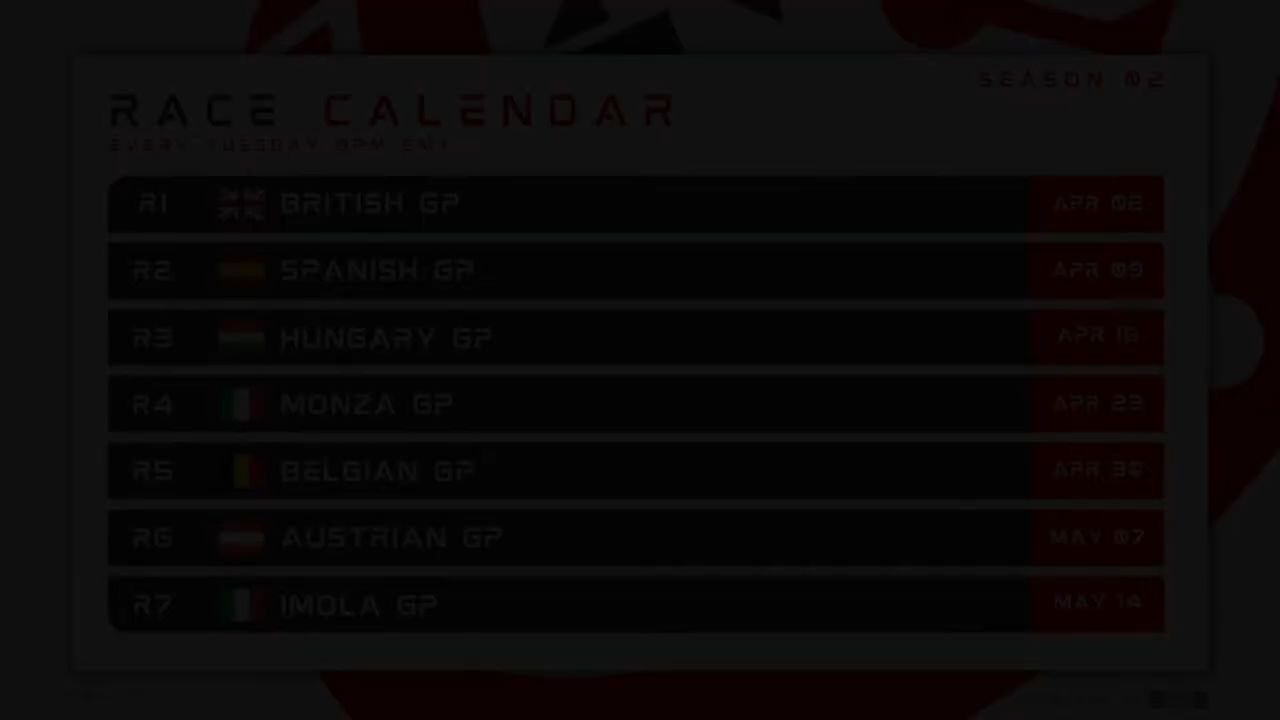 SEASON 02
RACE CALENDAR
EVERY TUESDAY 8PM GMT
R1 BRITISH GP APR 02
R2 SPANISH GP APR 09
R3 HUNGARY GP APR 16
R4 MONZA GP APR 23
R5 BELGIAN GP APR 30
R6 AUSTRIAN GP MAY 07
R7 IMOLA GP MAY 14